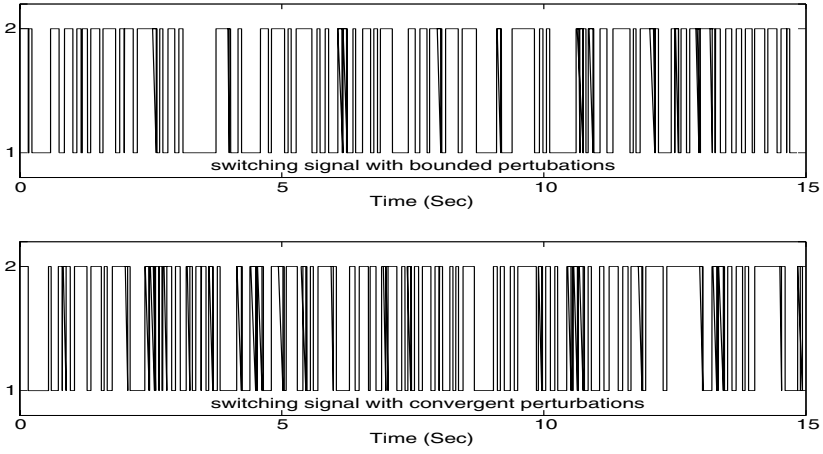 2
1
switching signal with bounded pertubations
0 5 10 15
Time (Sec)
2
1
switching signal with convergent perturbations
0 5 10 15
Time (Sec)